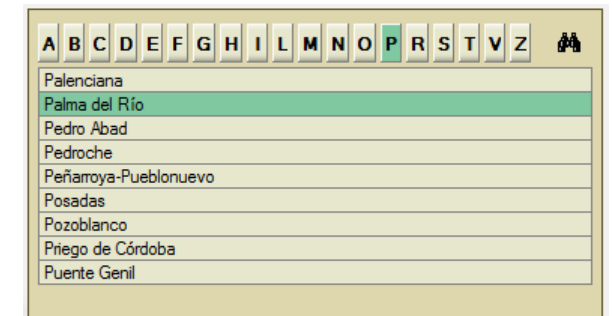 A B C D E F G H I L M N O P R S T V Z
Palenciana
Palma del Río
Pedro Abad
Pedroche
Peñarroya-Pueblonuevo
Posadas
Pozoblanco
Priego de Córdoba
Puente Genil